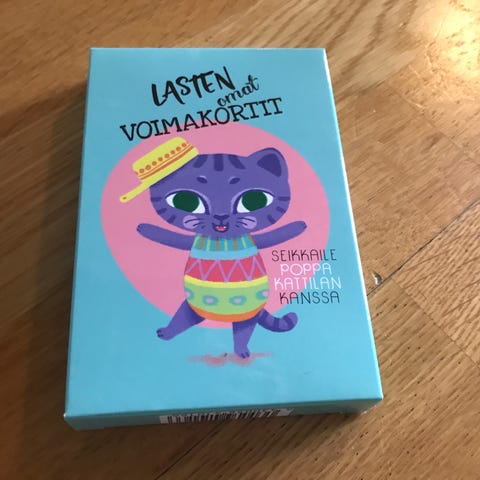 LASTEN
omat
VOIMAKORTIT
SEIKKAILE
POPPA
KATTILAN
KANSSA